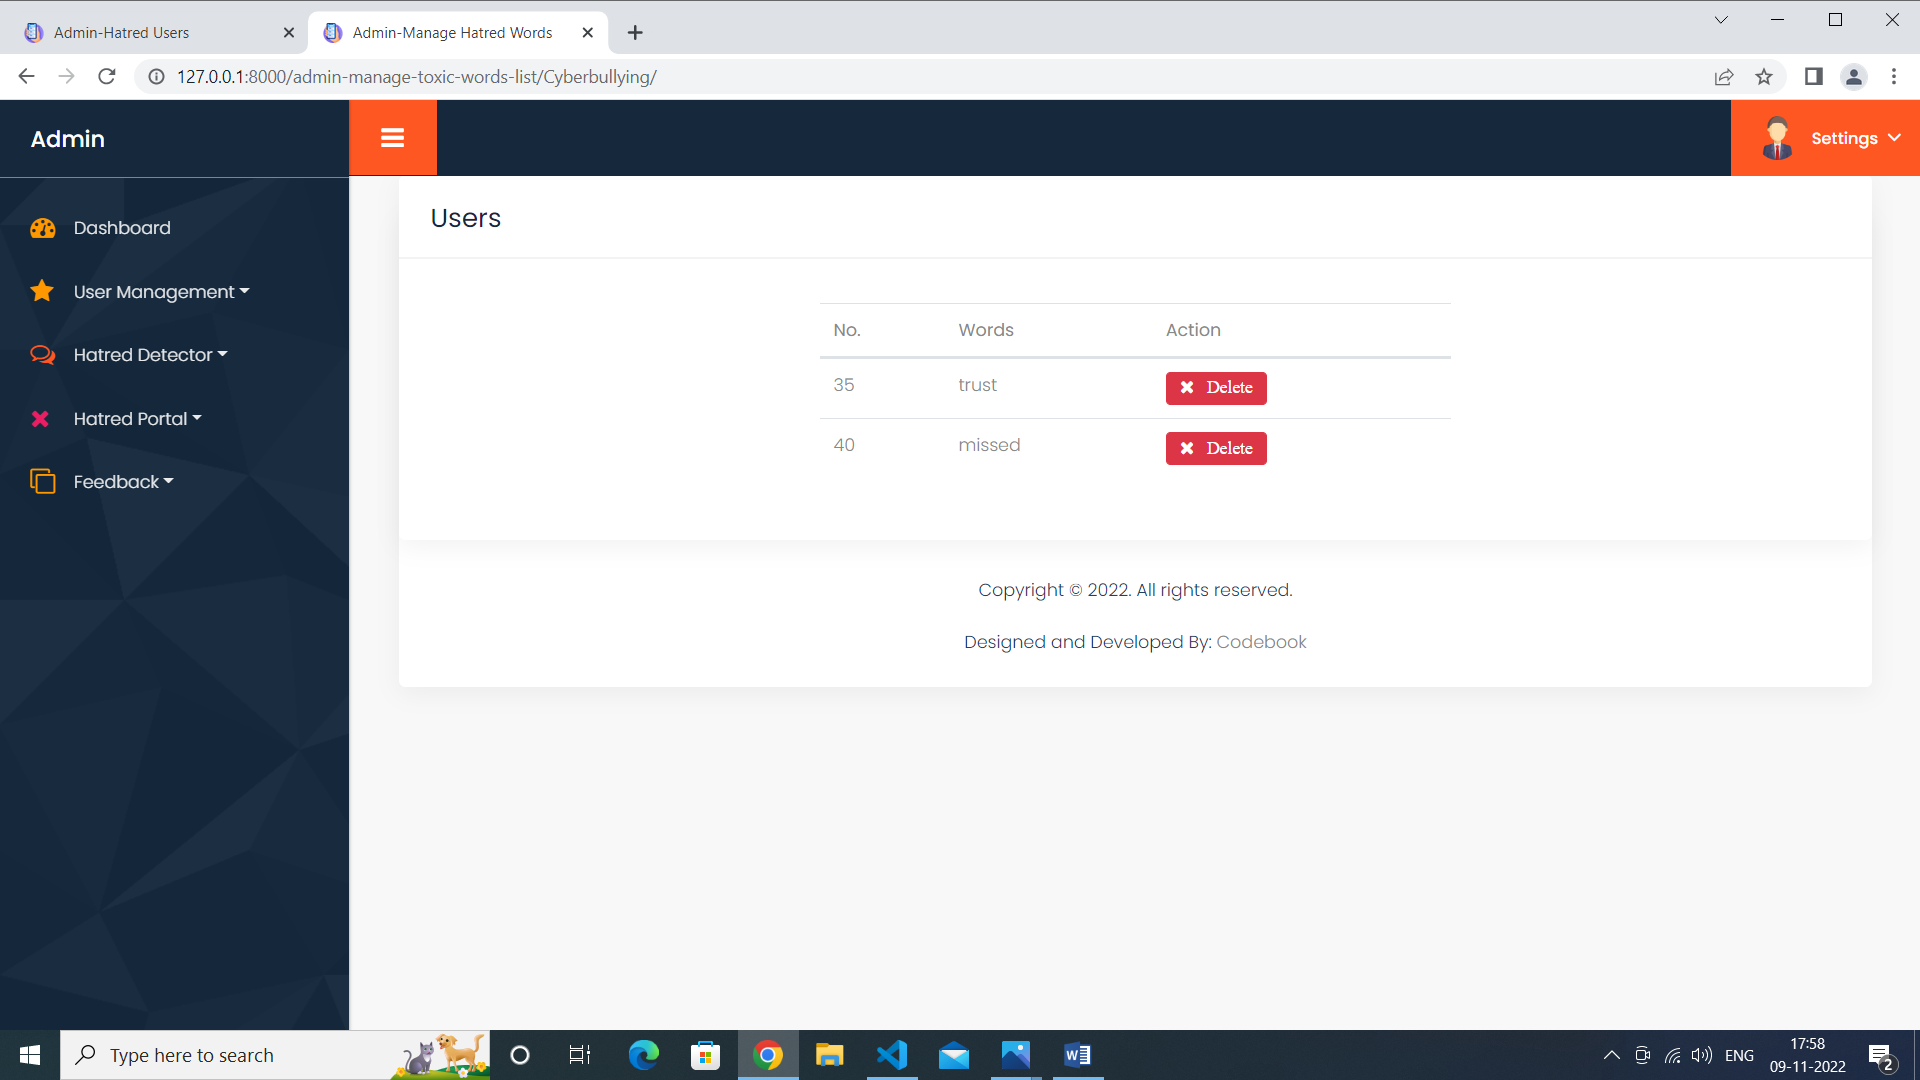 Admin-Hatred Users
Admin-Manage Hatred Words
127.0.0.1:8000/admin-manage-toxic-words-list/Cyberbullying/
Admin
Settings
Dashboard
User Management
Hatred Detector
Hatred Portal
Feedback
Users
No. Words Action
35 trust Delete
40 missed Delete
Copyright © 2022. All rights reserved.
Designed and Developed By: Codebook
Type here to search
ENG
17:58
09-11-2022
2